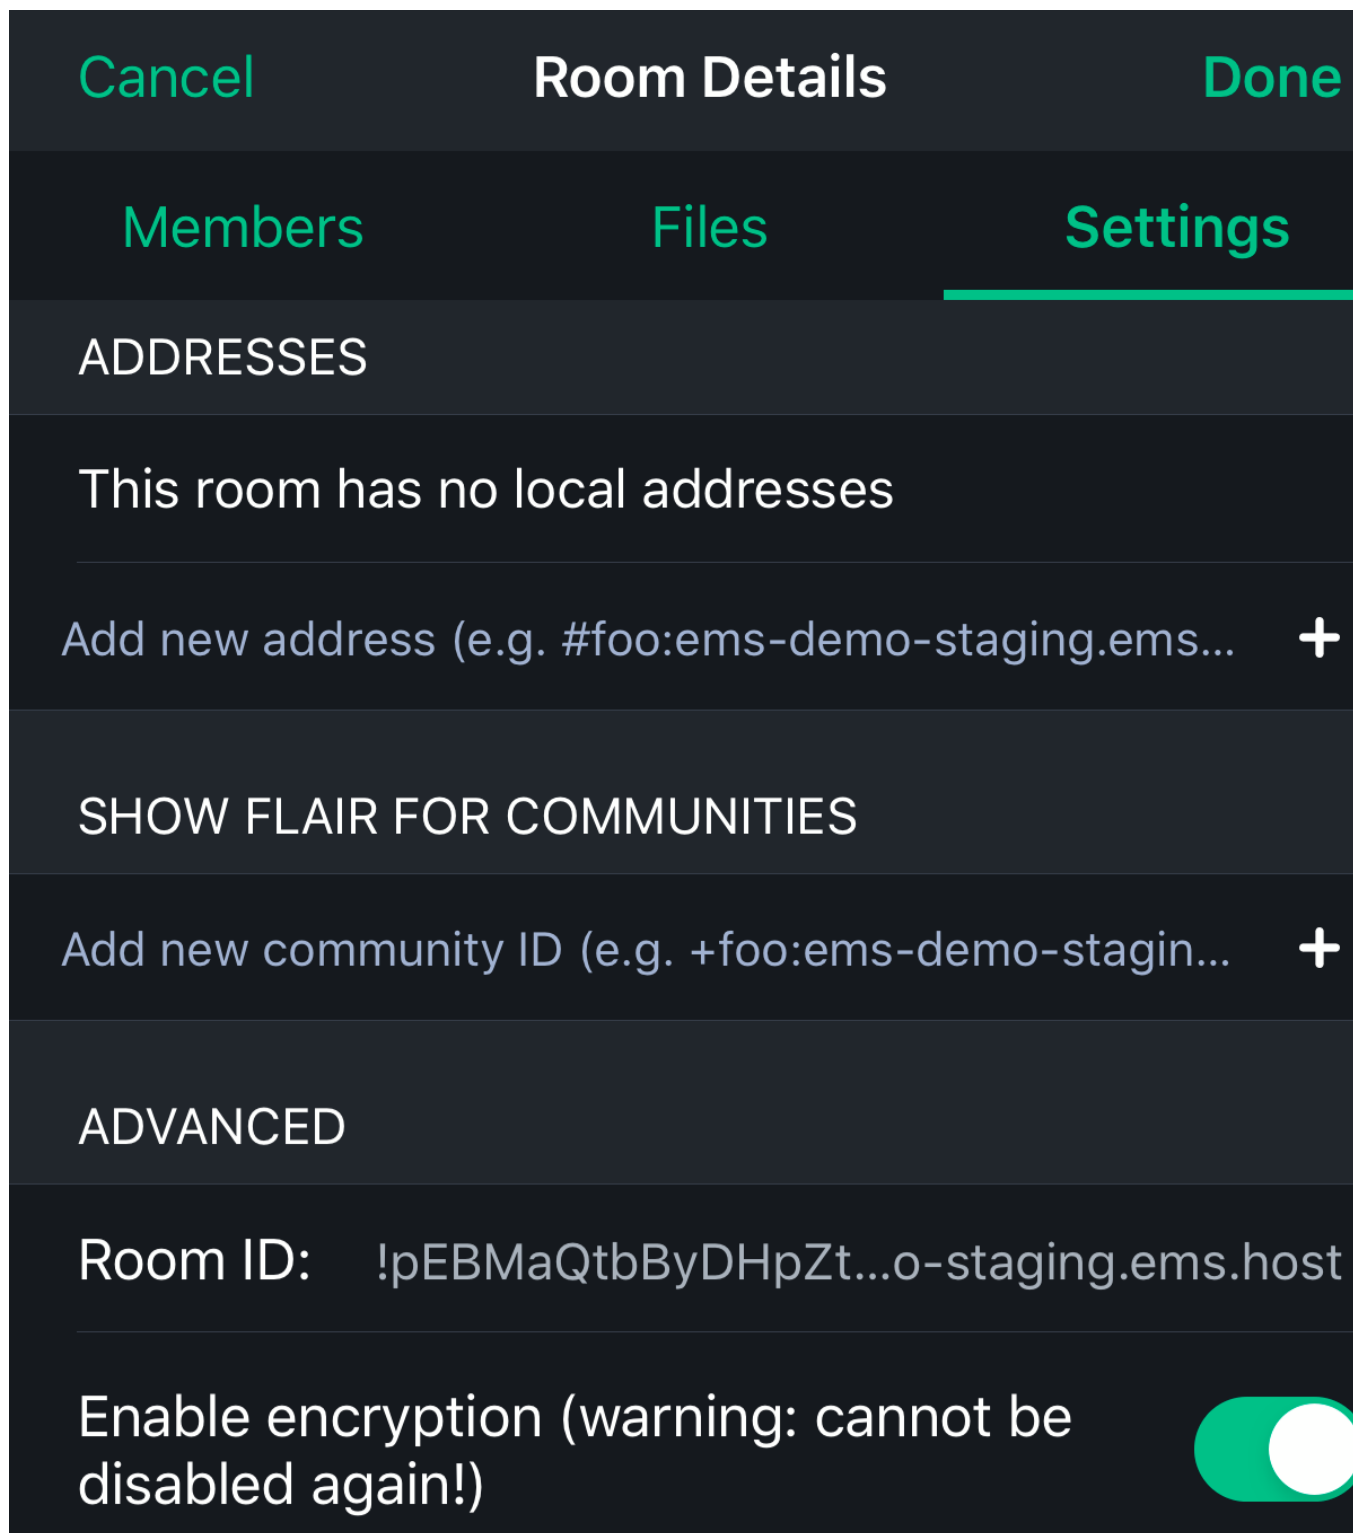 Cancel
Room Details
Done
Members
Files
Settings
ADDRESSES
This room has no local addresses
Add new address (e.g. #foo:ems-demo-staging.ems...
SHOW FLAIR FOR COMMUNITIES
Add new community ID (e.g. +foo:ems-demo-stagin...
ADVANCED
Room ID: !pEBMaQtbByDHpZt...o-staging.ems.host
Enable encryption (warning: cannot be
disabled again!)